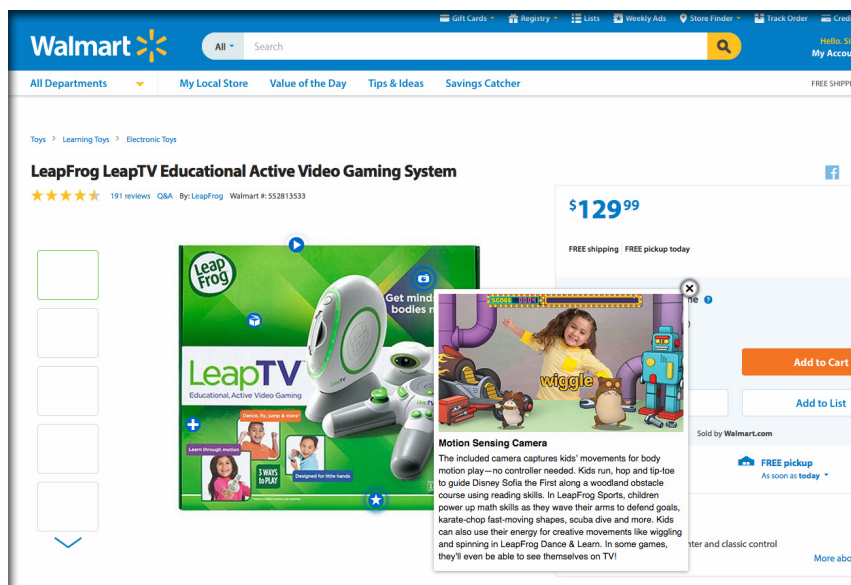 Gift Cards
Registry
Lists
Weekly Ads
Store Finder
Track Order
Walmart
All
Search
Hello.
My
All Departments
My Local Store
Value of the Day
Tips & Ideas
Savings Catcher
FREE
Toys > Learning Toys > Electronic Toys
LeapFrog LeapTV Educational Active Video Gaming System
191 reviews Q&A By: LeapFrog Walmart #: 552813533
$129.99
FREE shipping FREE pickup today
Leap
Frog
Get
bodies
LeapTV
Educational, Active Video Gaming
Dance, fly, jump & more!
Learn through motion
3 WAYS
to PLAY
Designed for little hands
LeapTV
SCORE
wiggle
Motion Sensing Camera
The included camera captures kids' movements for body
motion play—no controller needed. Kids run, hop and tip-toe
to guide Disney Sofia the First along a woodland obstacle
course using reading skills. In LeapFrog Sports, children
power up math skills as they wave their arms to defend goals,
karate-chop fast-moving shapes, scuba dive and more. Kids
can also use their energy for creative movements like wiggling
and spinning in LeapFrog Dance & Learn. In some games,
they'll even be able to see themselves on TV!
Add to Cart
Add to List
Sold by Walmart.com
FREE pickup
As soon as today
and classic control
More